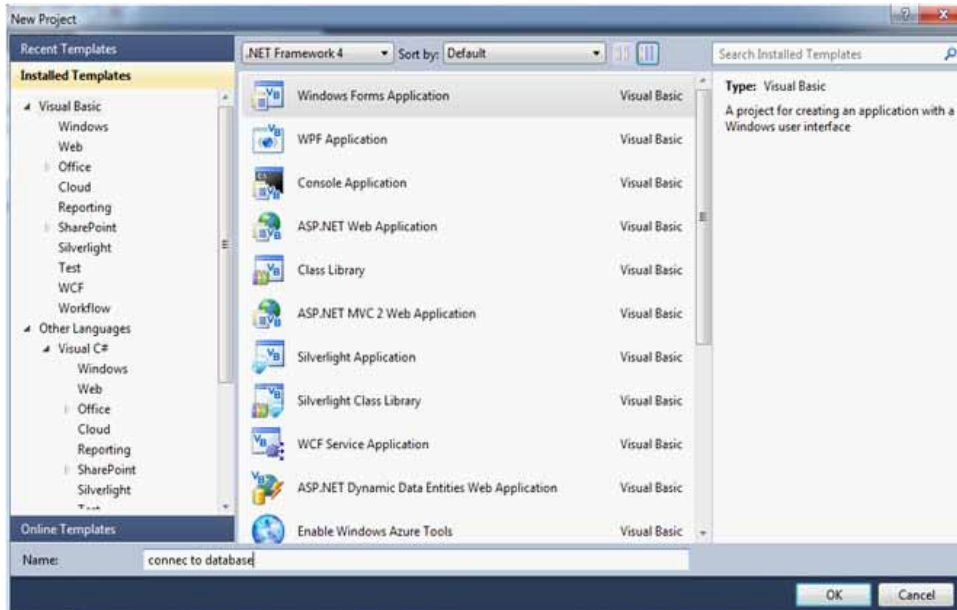 New Project
Recent Templates
.NET Framework 4
Sort by: Default
Search Installed Templates
Installed Templates
Visual Basic
Windows
Web
Office
Cloud
Reporting
SharePoint
Silverlight
Test
WCF
Workflow
Other Languages
Visual C#
Windows
Web
Office
Cloud
Reporting
SharePoint
Silverlight
Test
Online Templates
Windows Forms Application Visual Basic
WPF Application Visual Basic
Console Application Visual Basic
ASP.NET Web Application Visual Basic
Class Library Visual Basic
ASP.NET MVC 2 Web Application Visual Basic
Silverlight Application Visual Basic
Silverlight Class Library Visual Basic
WCF Service Application Visual Basic
ASP.NET Dynamic Data Entities Web Application Visual Basic
Enable Windows Azure Tools Visual Basic
Type: Visual Basic
A project for creating an application with a
Windows user interface
Name: connec to database
OK Cancel